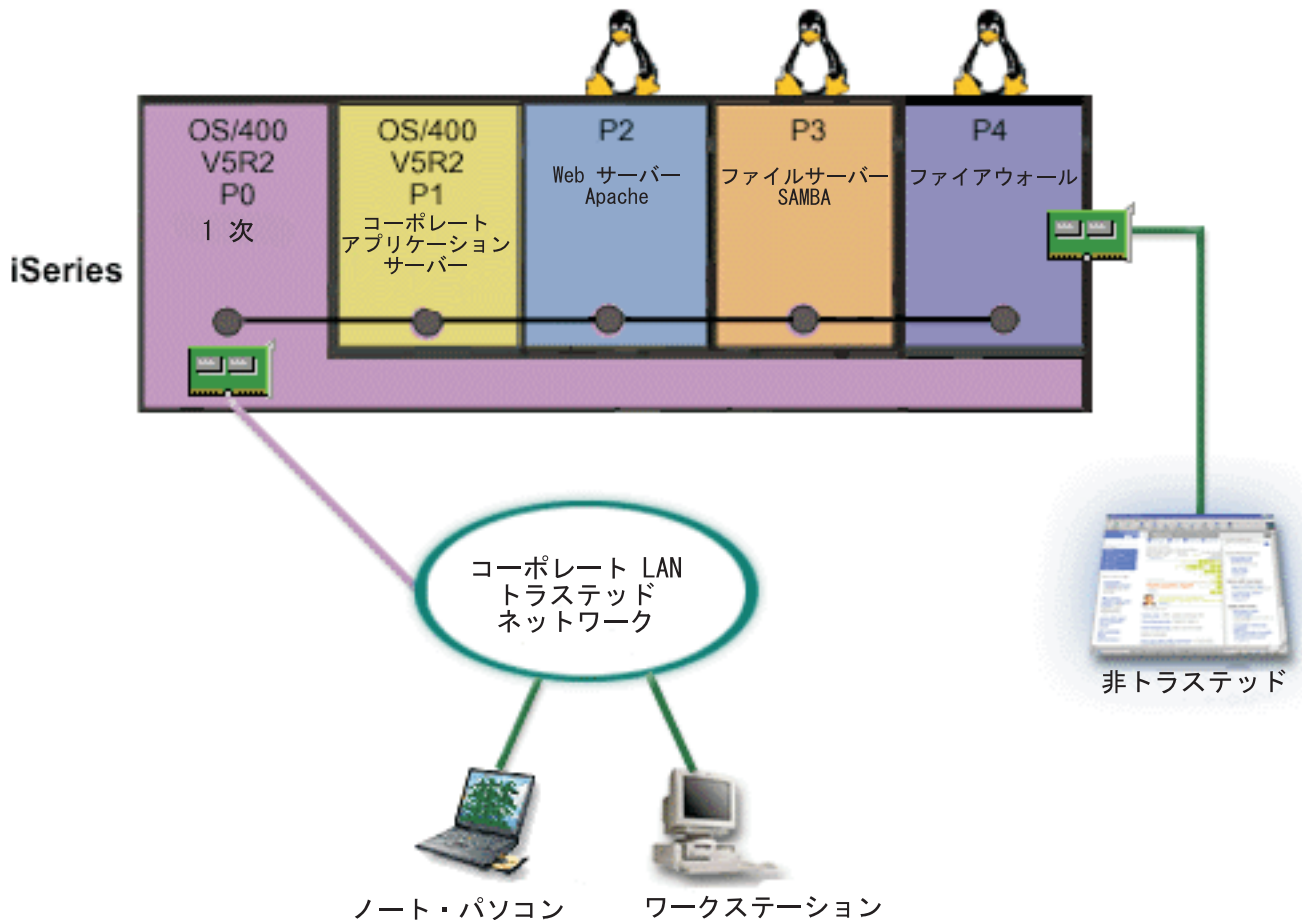 OS/400
V5R2
P0
1 次
OS/400
V5R2
P1
コーポレート
アプリケーション
サーバー
P2
Web サーバー
Apache
P3
ファイルサーバー
SAMBA
P4
ファイアウォール
iSeries
コーポレート LAN
トラステッド
ネットワーク
非トラステッド
ノート・パソコン
ワークステーション